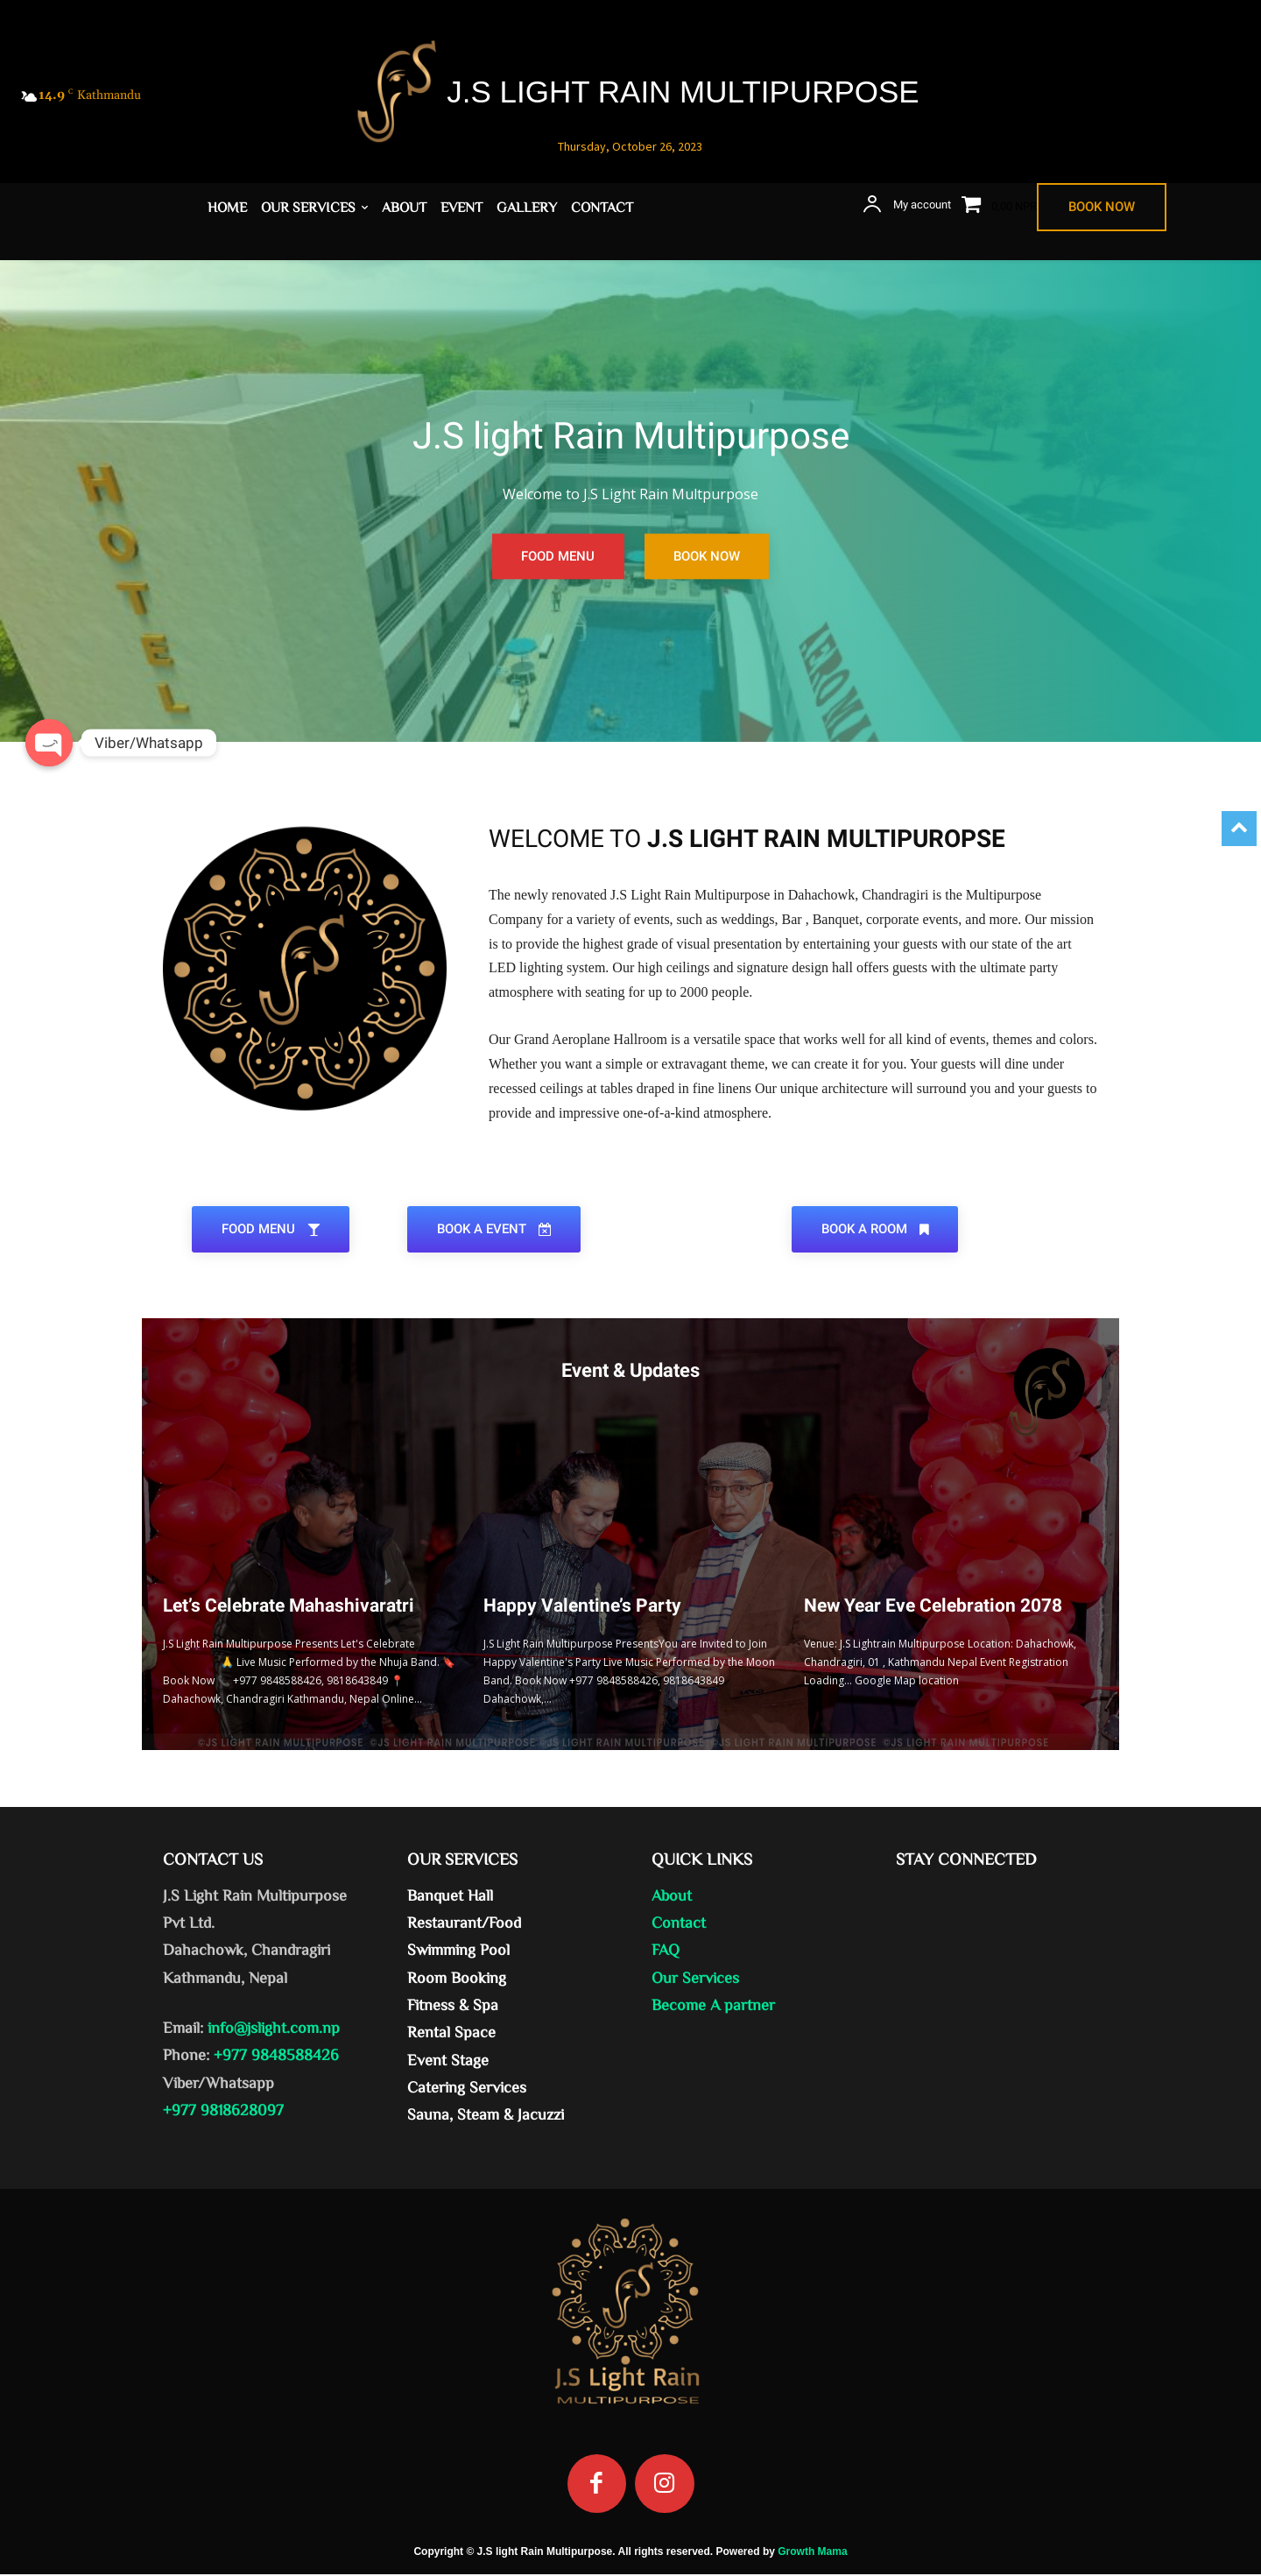 14.9 C Kathmandu
J.S LIGHT RAIN MULTIPURPOSE
Thursday, October 26, 2023
HOME OUR SERVICES ABOUT EVENT GALLERY CONTACT
My account
BOOK NOW
HOTEL
J.S light Rain Multipurpose
Welcome to J.S Light Rain Multpurpose
FOOD MENU BOOK NOW
Viber/Whatsapp
WELCOME TO J.S LIGHT RAIN MULTIPUROPSE
The newly renovated J.S Light Rain Multipurpose in Dahachowk, Chandragiri is the Multipurpose
Company for a variety of events, such as weddings, Bar , Banquet, corporate events, and more. Our mission
is to provide the highest grade of visual presentation by entertaining your guests with our state of the art
LED lighting system. Our high ceilings and signature design hall offers guests with the ultimate party
atmosphere with seating for up to 2000 people.
Our Grand Aeroplane Hallroom is a versatile space that works well for all kind of events, themes and colors.
Whether you want a simple or extravagant theme, we can create it for you. Your guests will dine under
recessed ceilings at tables draped in fine linens Our unique architecture will surround you and your guests to
provide and impressive one-of-a-kind atmosphere.
FOOD MENU BOOK A EVENT BOOK A ROOM
Event & Updates
Let's Celebrate Mahashivaratri
J.S Light Rain Multipurpose Presents Let's Celebrate
🙏 Live Music Performed by the Nhuja Band. 🔖
Book Now 📞 +977 9848588426, 9818643849 📍
Dahachowk, Chandragiri Kathmandu, Nepal Online...
Happy Valentine's Party
J.S Light Rain Multipurpose PresentsYou are Invited to Join
Happy Valentine's Party Live Music Performed by the Moon
Band. Book Now +977 9848588426, 9818643849
Dahachowk,...
New Year Eve Celebration 2078
Venue: J.S Lightrain Multipurpose Location: Dahachowk,
Chandragiri, 01 , Kathmandu Nepal Event Registration
Loading... Google Map location
©JS LIGHT RAIN MULTIPURPOSE ©JS LIGHT RAIN MULTIPURPOSE ©JS LIGHT RAIN MULTIPURPOSE ©JS LIGHT RAIN MULTIPURPOSE ©JS LIGHT RAIN MULTIPURPOSE
CONTACT US
J.S Light Rain Multipurpose
Pvt Ltd.
Dahachowk, Chandragiri
Kathmandu, Nepal
Email: info@jslight.com.np
Phone: +977 9848588426
Viber/Whatsapp
+977 9818628097
OUR SERVICES
Banquet Hall
Restaurant/Food
Swimming Pool
Room Booking
Fitness & Spa
Rental Space
Event Stage
Catering Services
Sauna, Steam & Jacuzzi
QUICK LINKS
About
Contact
FAQ
Our Services
Become A partner
STAY CONNECTED
J.S Light Rain
MULTIPURPOSE
Copyright © J.S light Rain Multipurpose. All rights reserved. Powered by Growth Mama